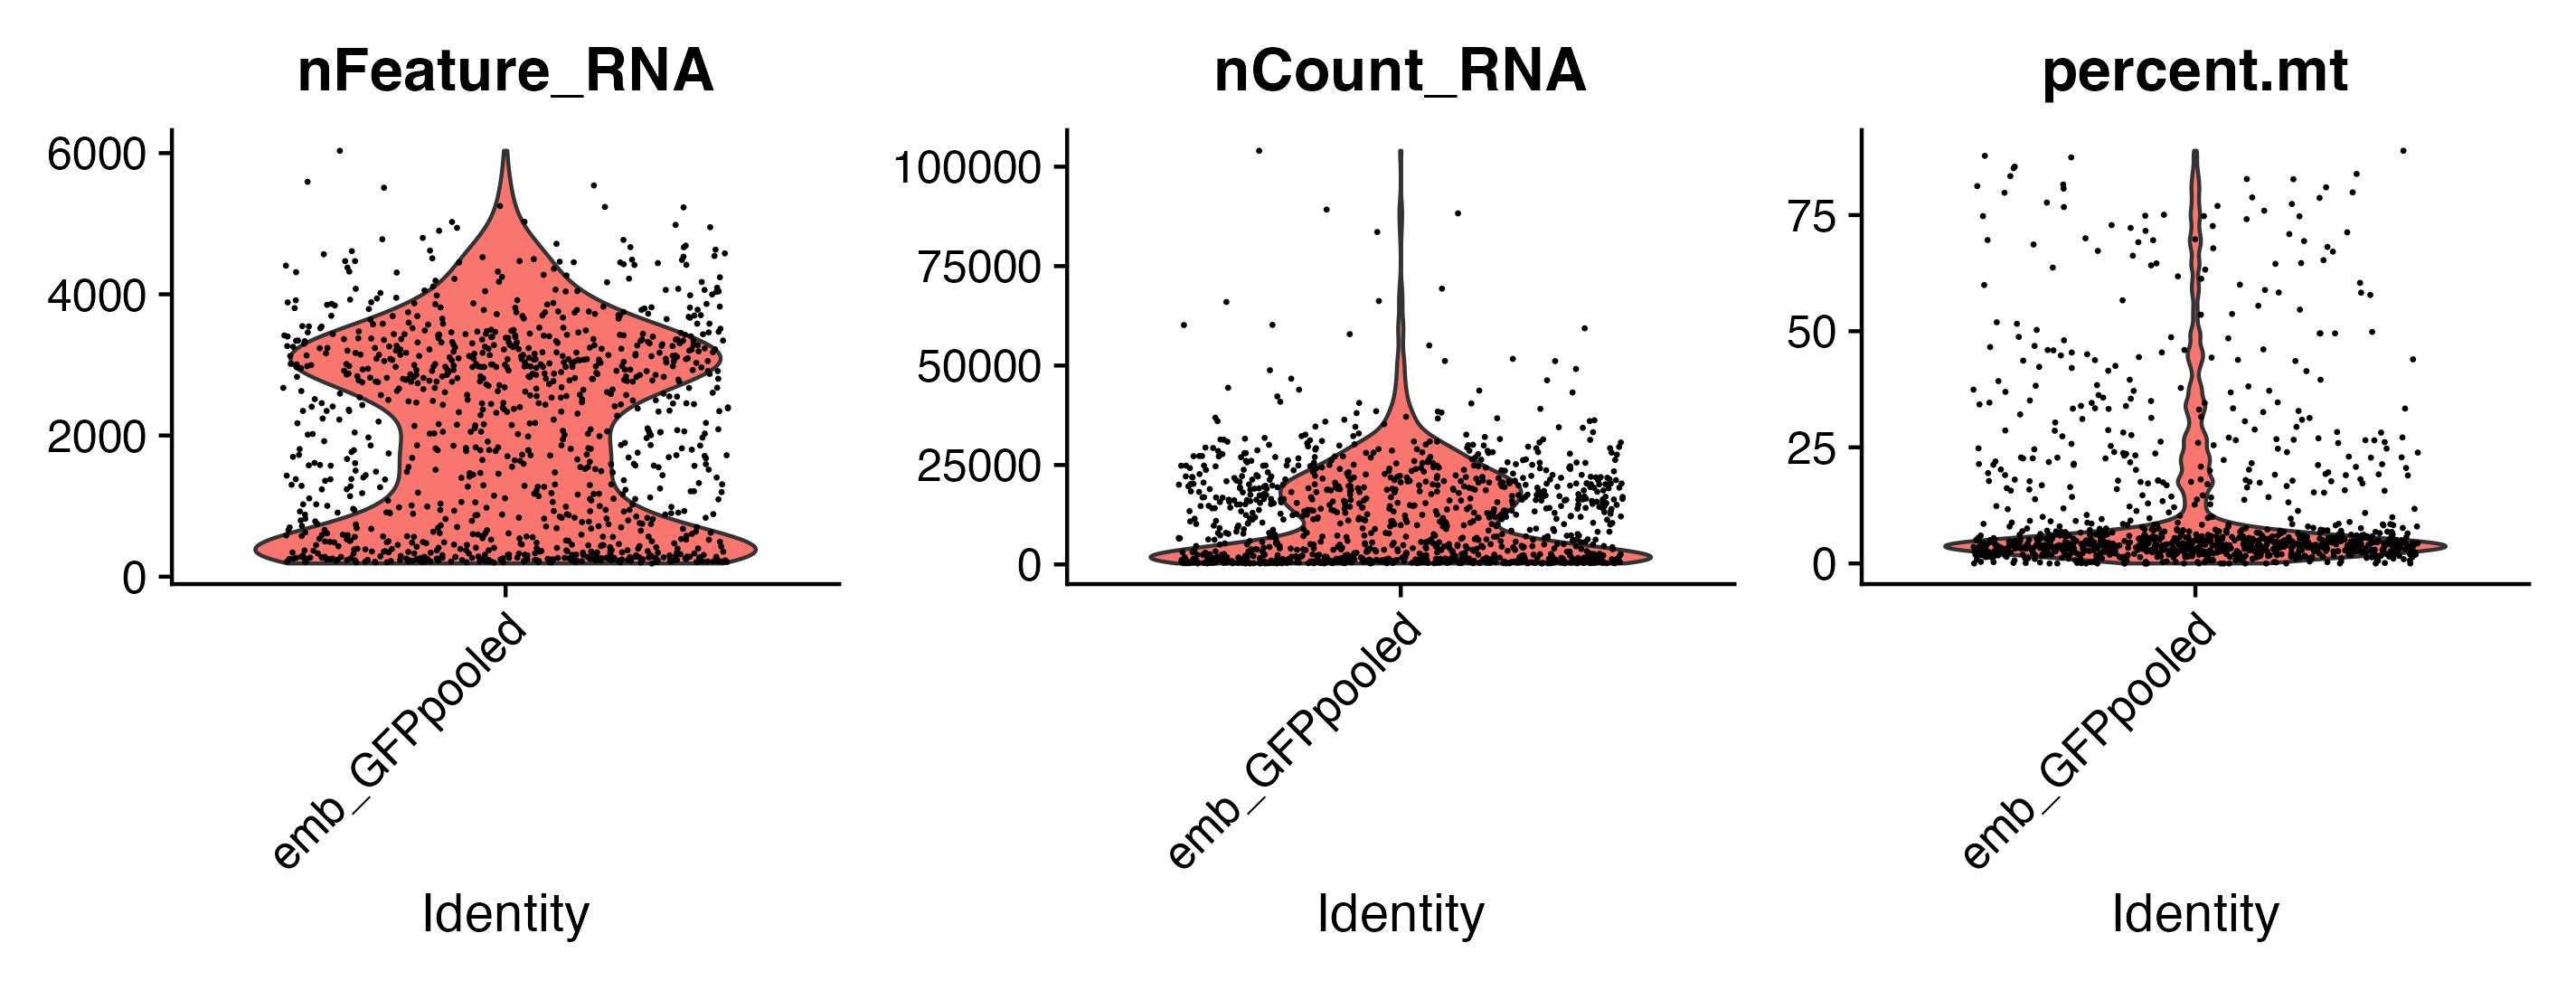 nFeature_RNA
6000
4000
2000
0
emb_GFPpooled
Identity
nCount_RNA
100000
75000
50000
25000
0
emb_GFPpooled
Identity
percent.mt
75
50
25
0
emb_GFPpooled
Identity